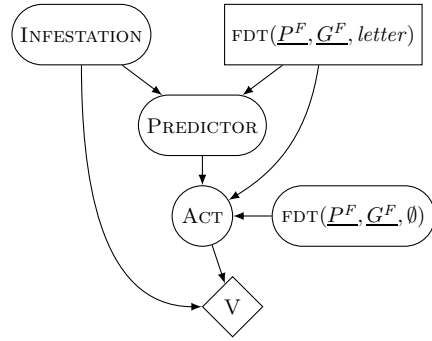 INFESTATION
FDT(P^F, G^F, letter)
PREDICTOR
ACT
FDT(P^F, G^F, ∅)
V